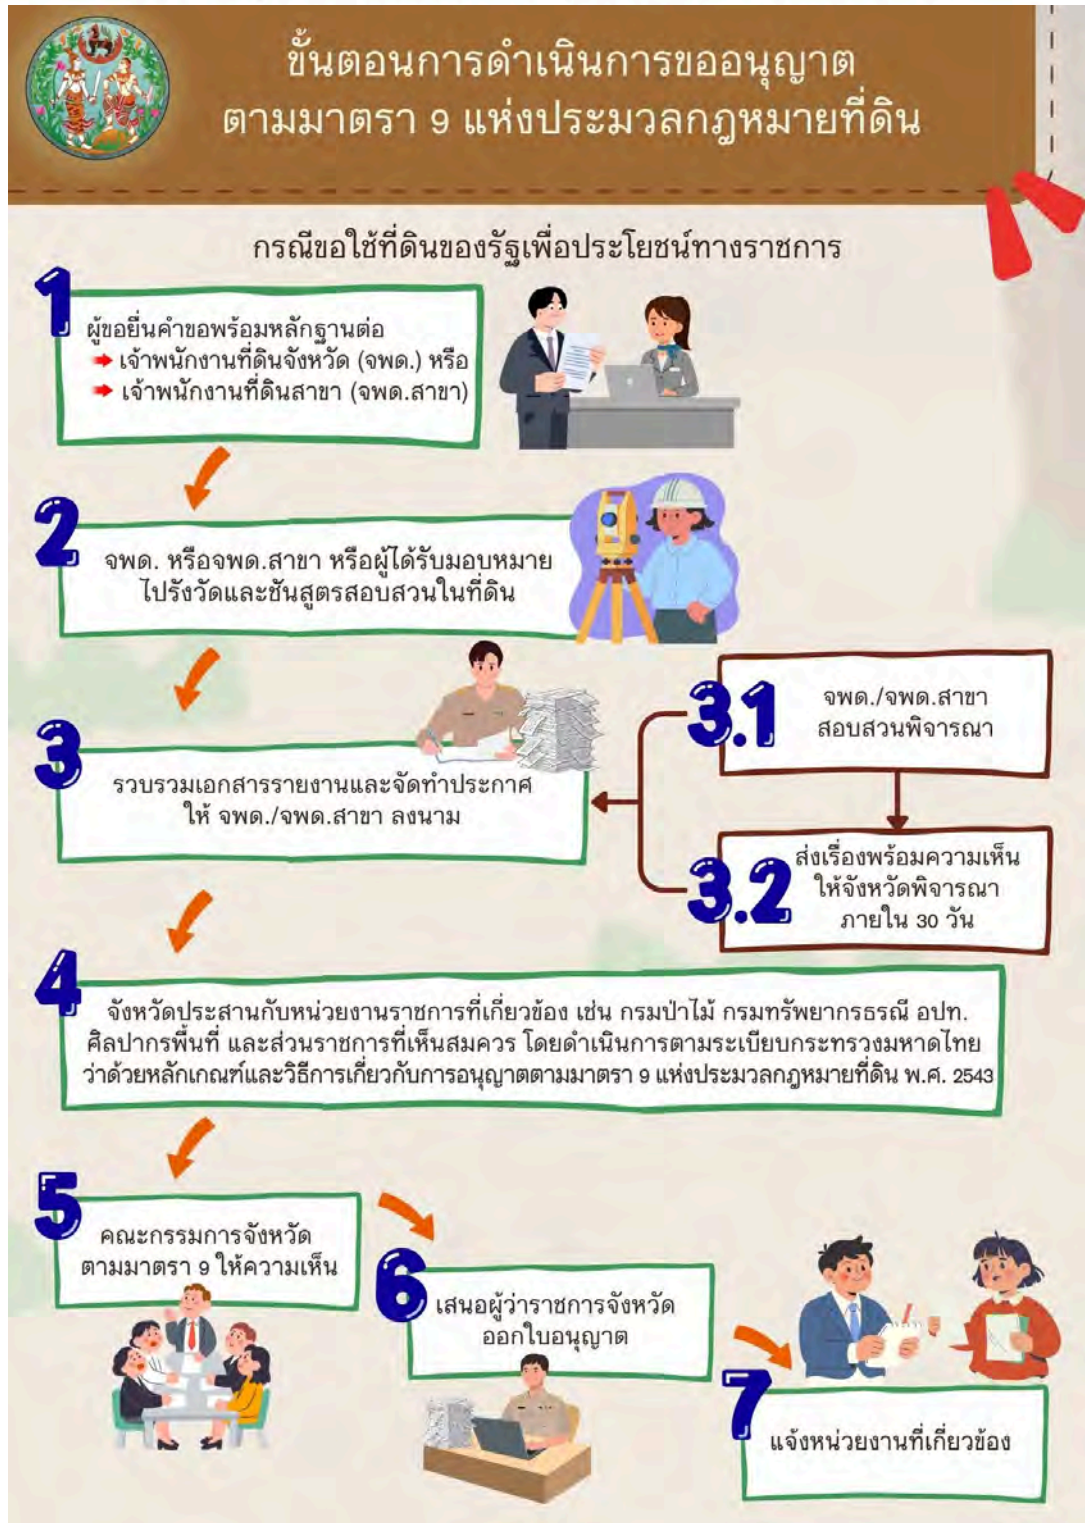 ขั้นตอนการดำเนินการขออนุญาต
ตามมาตรา 9 แห่งประมวลกฎหมายที่ดิน
กรณีขอใช้ที่ดินของรัฐเพื่อประโยชน์ทางราชการ
1
ผู้ขอยื่นคำขอพร้อมหลักฐานต่อ
เจ้าพนักงานที่ดินจังหวัด (จพด.) หรือ
เจ้าพนักงานที่ดินสาขา (จพด.สาขา)
2
จพด. หรือจพด.สาขา หรือผู้ได้รับมอบหมาย
ไปรังวัดและชันสูตรสอบสวนในที่ดิน
3
รวบรวมเอกสารรายงานและจัดทำประกาศ
ให้ จพด./จพด.สาขา ลงนาม
3.1
จพด./จพด.สาขา
สอบสวนพิจารณา
3.2
ส่งเรื่องพร้อมความเห็น
ให้จังหวัดพิจารณา
ภายใน 30 วัน
4
จังหวัดประสานกับหน่วยงานราชการที่เกี่ยวข้อง เช่น กรมป่าไม้ กรมทรัพยากรธรณี อปท.
ศิลปากรพื้นที่ และส่วนราชการที่เห็นสมควร โดยดำเนินการตามระเบียบกระทรวงมหาดไทย
ว่าด้วยหลักเกณฑ์และวิธีการเกี่ยวกับการอนุญาตตามมาตรา 9 แห่งประมวลกฎหมายที่ดิน พ.ศ. 2543
5
คณะกรรมการจังหวัด
ตามมาตรา 9 ให้ความเห็น
6
เสนอผู้ว่าราชการจังหวัด
ออกใบอนุญาต
7
แจ้งหน่วยงานที่เกี่ยวข้อง